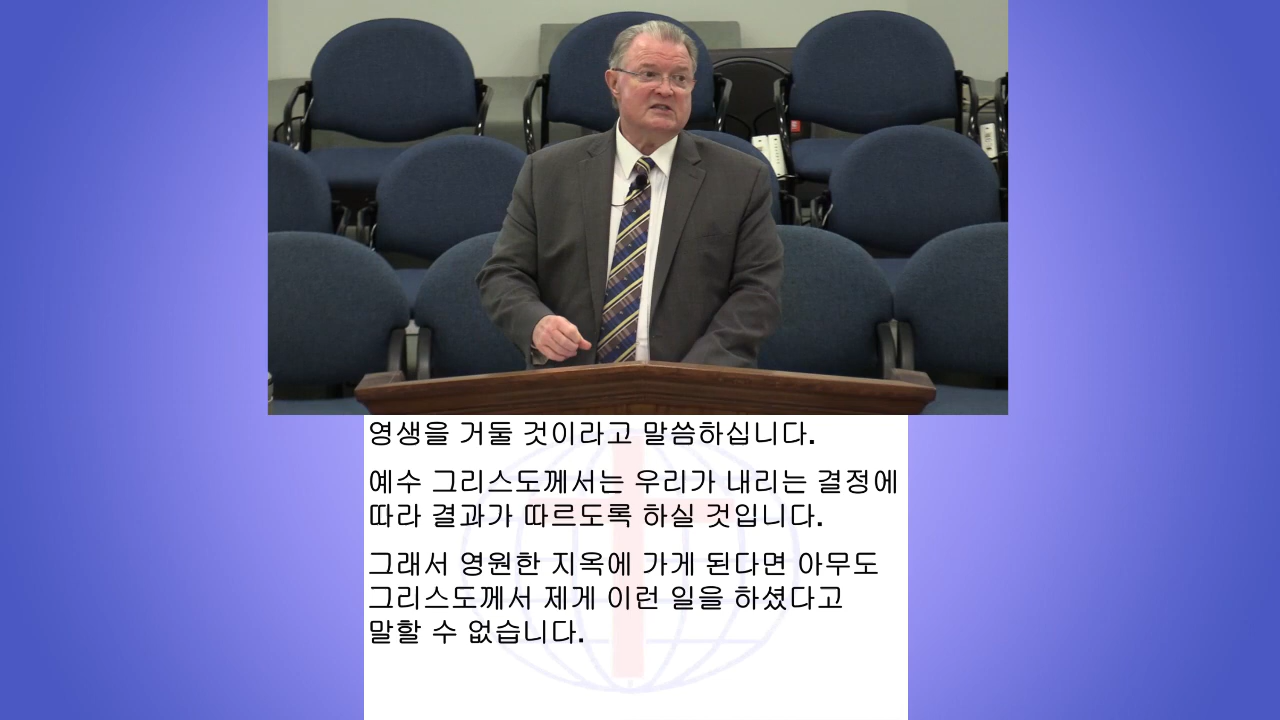 영생을 거둘 것이라고 말씀하십니다.
예수 그리스도께서는 우리가 내리는 결정에
따라 결과가 따르도록 하실 것입니다.
그래서 영원한 지옥에 가게 된다면 아무도
그리스도께서 제게 이런 일을 하셨다고
말할 수 없습니다.